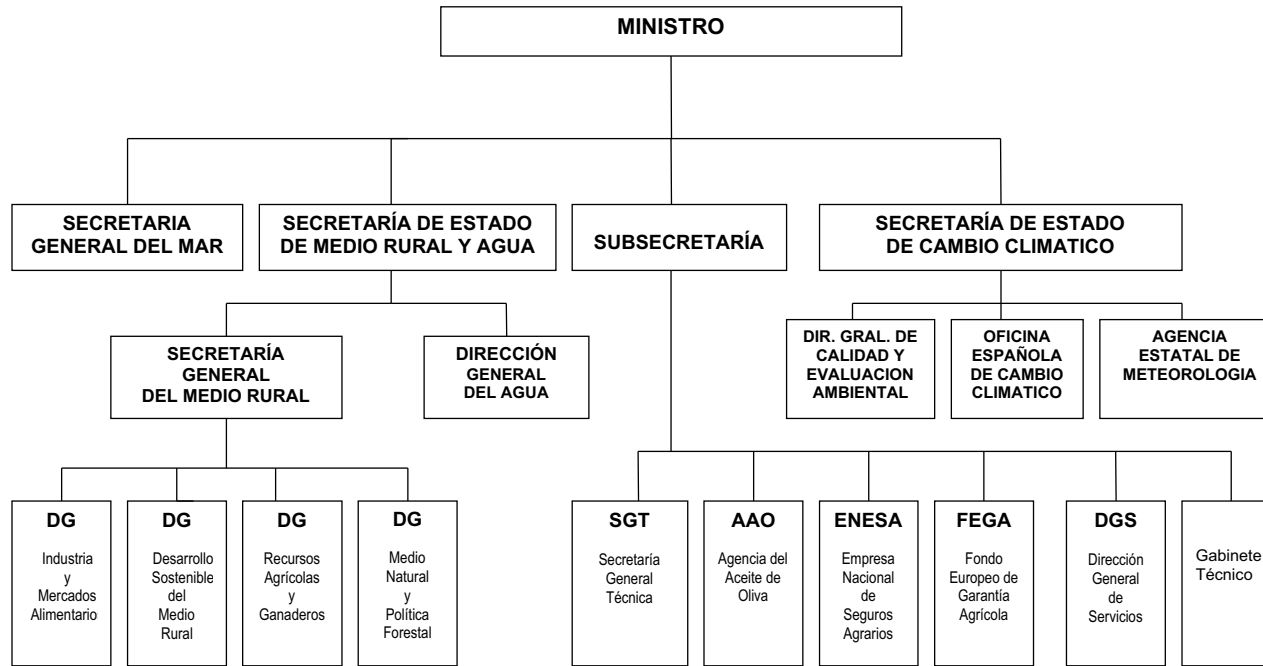 MINISTRO
SECRETARIA
GENERAL DEL MAR
SECRETARÍA DE ESTADO
DE MEDIO RURAL Y AGUA
SUBSECRETARÍA
SECRETARÍA DE ESTADO
DE CAMBIO CLIMATICO
SECRETARÍA
GENERAL
DEL MEDIO RURAL
DIRECCIÓN
GENERAL
DEL AGUA
DIR. GRAL. DE
CALIDAD Y
EVALUACION
AMBIENTAL
OFICINA
ESPAÑOLA
DE CAMBIO
CLIMATICO
AGENCIA
ESTATAL DE
METEOROLOGIA
DG
Industria
y
Mercados
Alimentario
DG
Desarrollo
Sostenible
del
Medio
Rural
DG
Recursos
Agrícolas
y
Ganaderos
DG
Medio
Natural
y
Política
Forestal
SGT
Secretaría
General
Técnica
AAO
Agencia del
Aceite de
Oliva
ENESA
Empresa
Nacional
de
Seguros
Agrarios
FEGA
Fondo
Europeo de
Garantía
Agrícola
DGS
Dirección
General
de
Servicios
Gabinete
Técnico